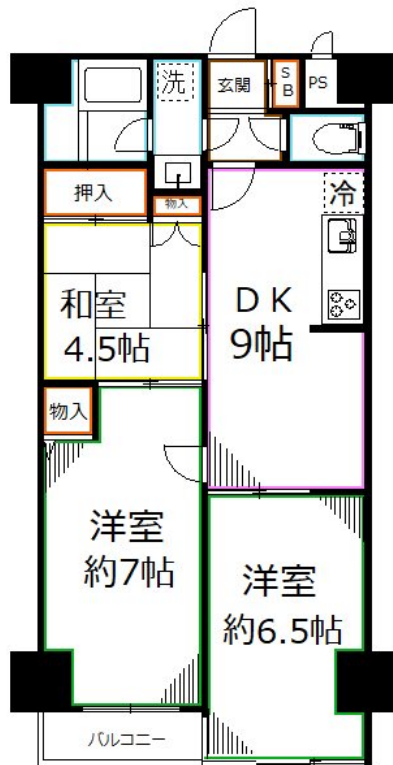 洗
玄関
SB
PS
押入
物入
冷
和室
4.5帖
DK
9帖
物入
洋室
約7帖
洋室
約6.5帖
バルコニー